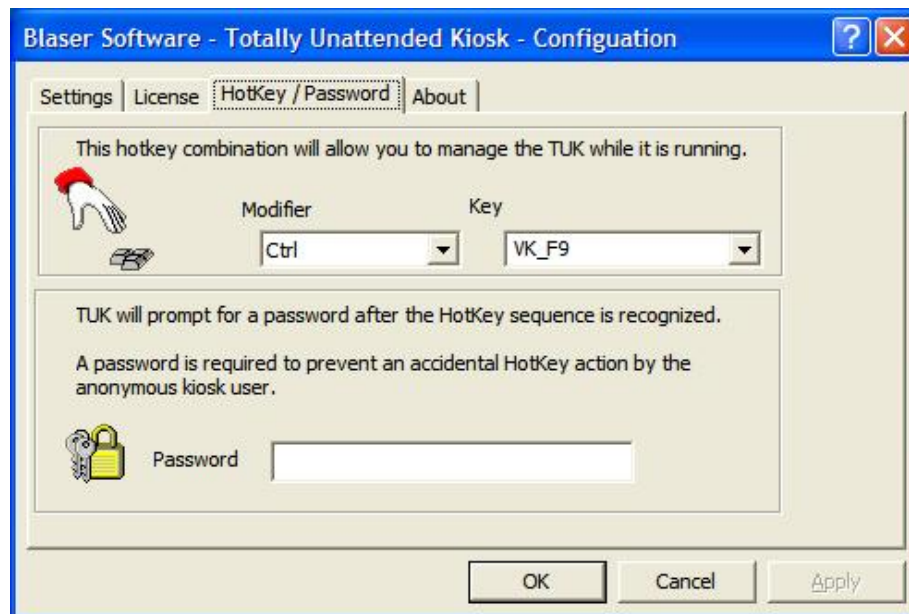 Blaser Software - Totally Unattended Kiosk - Configuation
Settings License HotKey / Password About
This hotkey combination will allow you to manage the TUK while it is running.
Modifier Key
Ctrl VK_F9
TUK will prompt for a password after the HotKey sequence is recognized.
A password is required to prevent an accidental HotKey action by the
anonymous kiosk user.
Password
OK Cancel Apply